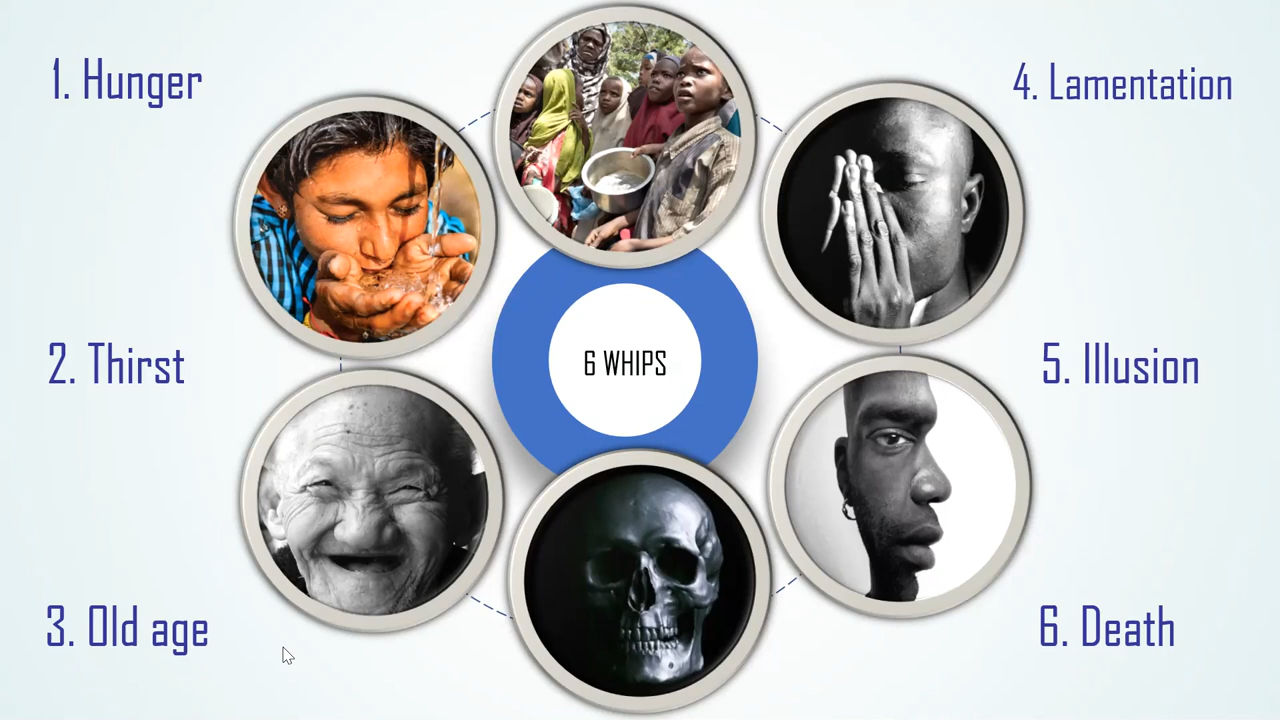 1. Hunger
2. Thirst
3. Old age
6 WHIPS
4. Lamentation
5. Illusion
6. Death